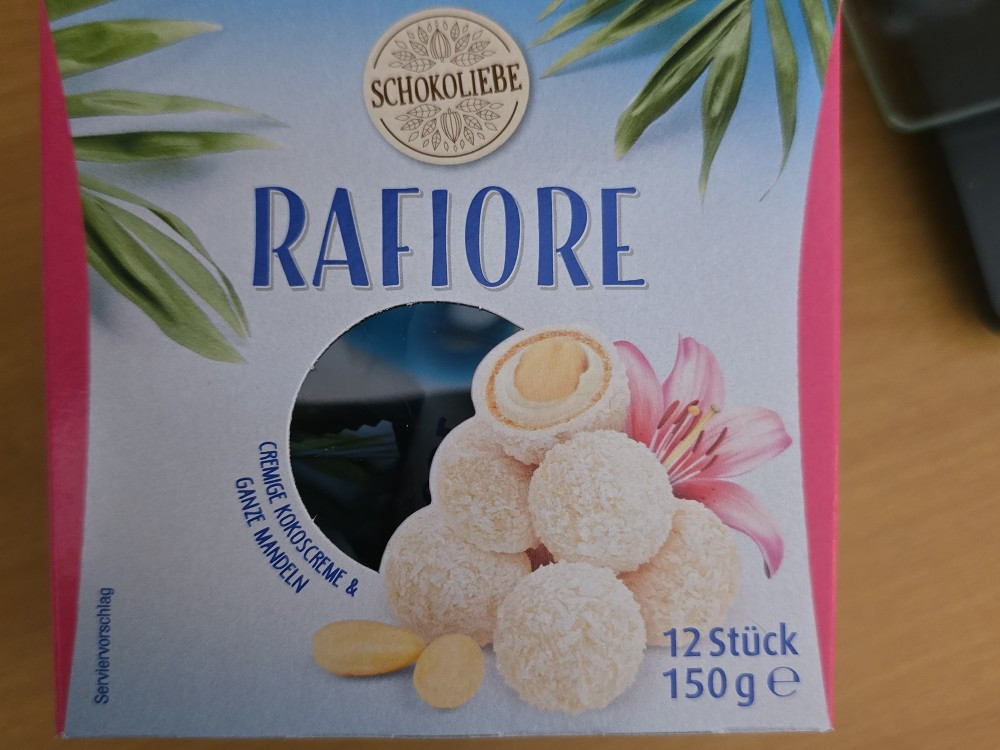 SCHOKOLIEBE
RAFIORE
CREMIGE KOKOSCREME &
GANZE MANDELN
Serviervorschlag
12 Stück
150 g ℮